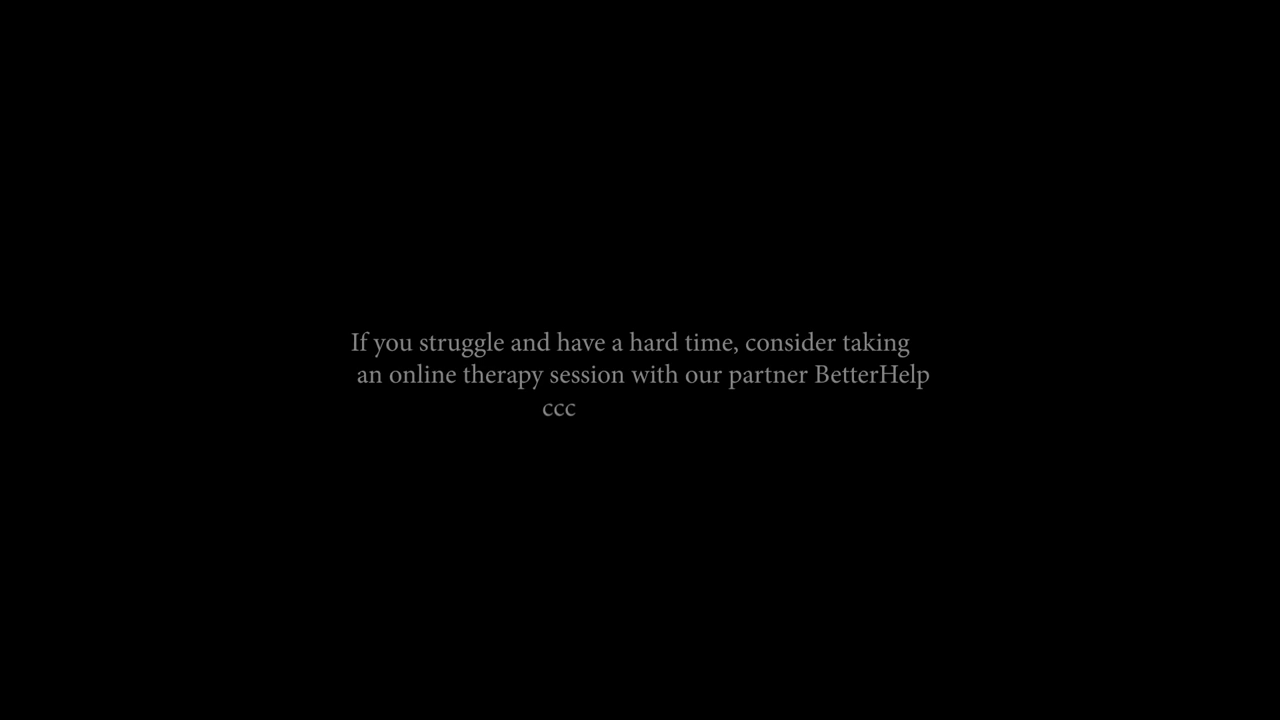 If you struggle and have a hard time, consider taking
an online therapy session with our partner BetterHelp
ccc